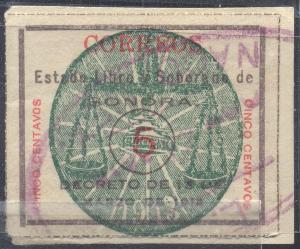 CORREOS
Estado Libre y Soberano de
SONORA.
CINCO CENTAVOS
5
CINCO CENTAVOS
DECRETO DE 13 DE
MARZO DE 1913